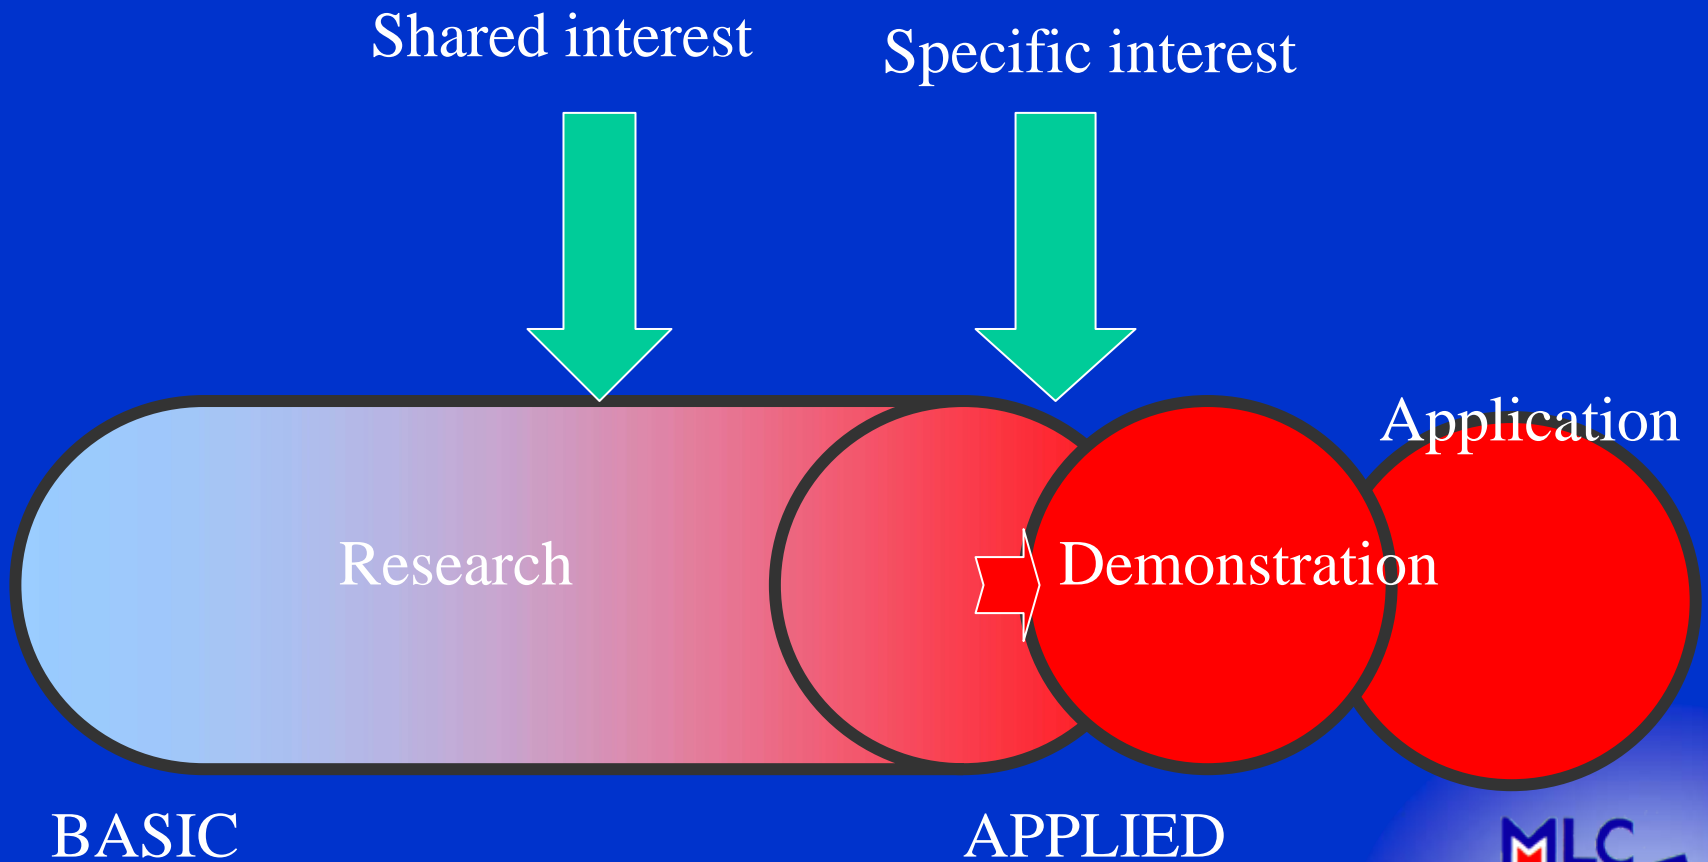 Shared interest
Specific interest
Application
Research
Demonstration
BASIC
APPLIED
MLC